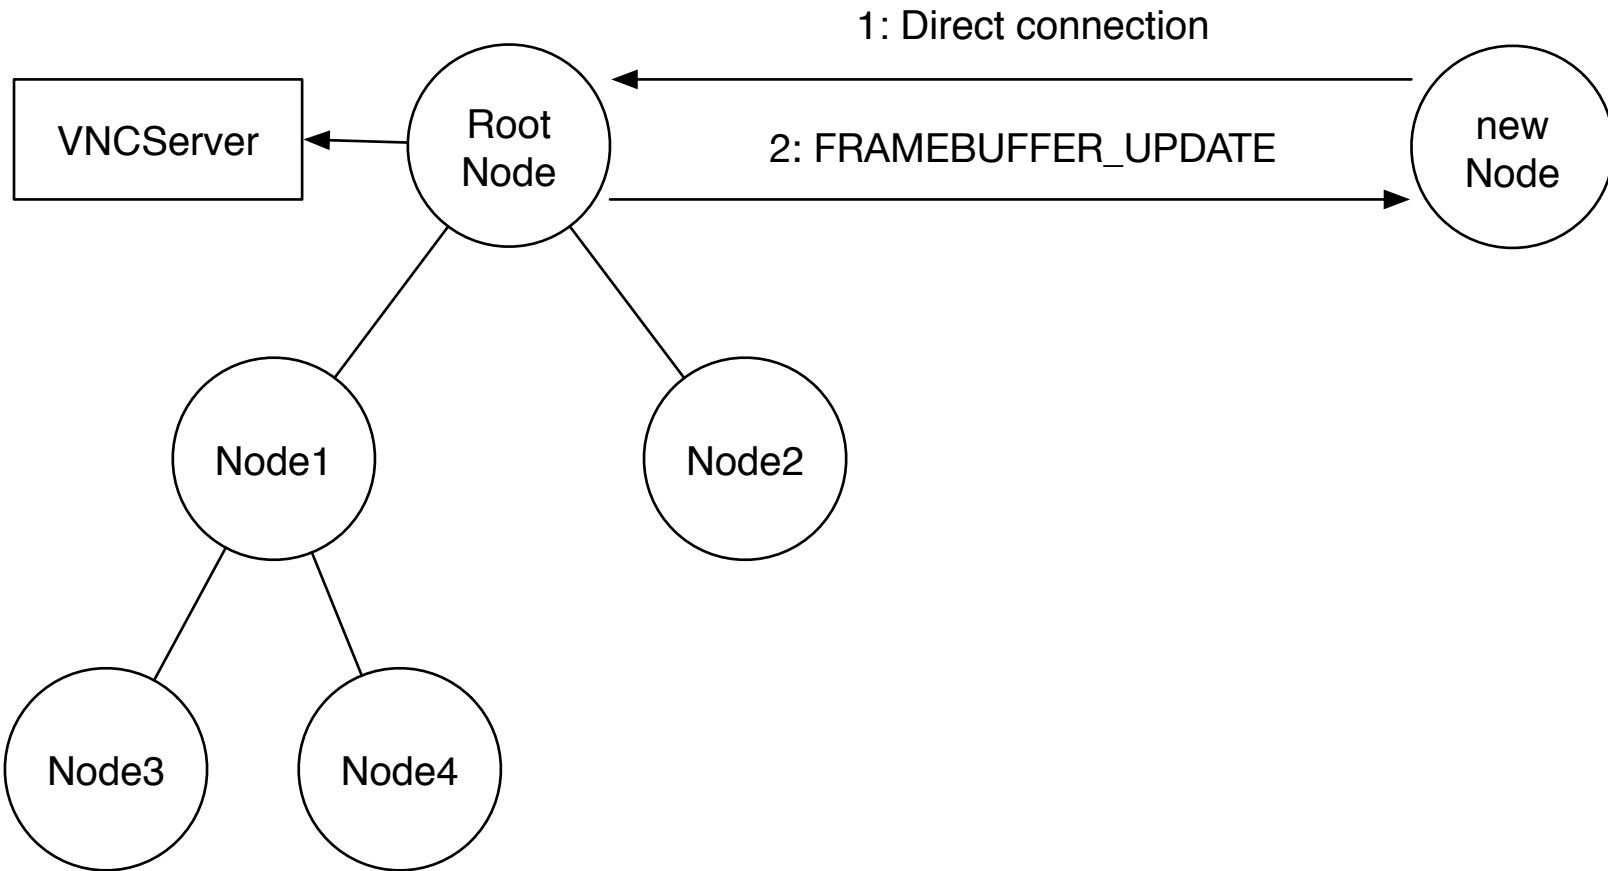 1: Direct connection
VNCServer
Root
Node
2: FRAMEBUFFER_UPDATE
new
Node
Node1
Node2
Node3
Node4